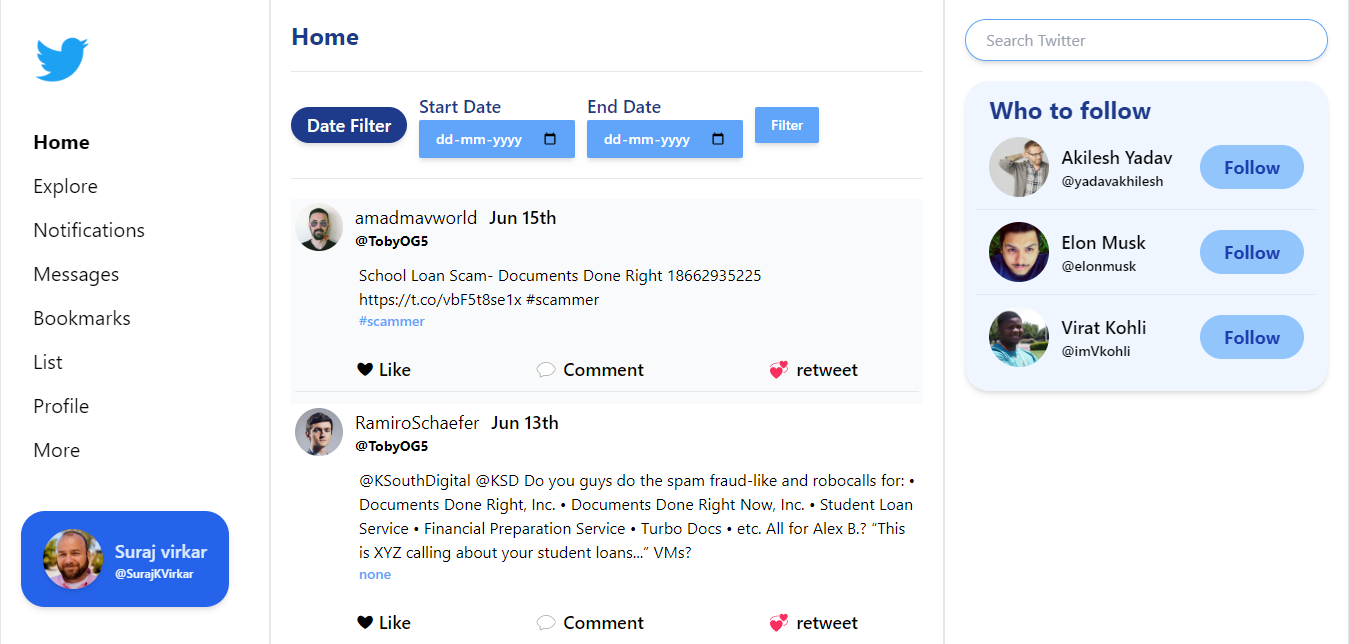 Home
Explore
Notifications
Messages
Bookmarks
List
Profile
More
Suraj virkar
@SurajKVirkar
Home
Date Filter
Start Date
dd-mm-yyyy
End Date
dd-mm-yyyy
Filter
amadmavworld Jun 15th
@TobyOG5
School Loan Scam- Documents Done Right 18662935225
https://t.co/vbF5t8se1x #scammer
#scammer
Like Comment retweet
RamiroSchaefer Jun 13th
@TobyOG5
@KSouthDigital @KSD Do you guys do the spam fraud-like and robocalls for: •
Documents Done Right, Inc. • Documents Done Right Now, Inc. • Student Loan
Service • Financial Preparation Service • Turbo Docs • etc. All for Alex B.? “This
is XYZ calling about your student loans...” VMs?
none
Like Comment retweet
Search Twitter
Who to follow
Akilesh Yadav
@yadavakhilesh
Follow
Elon Musk
@elonmusk
Follow
Virat Kohli
@imVkohli
Follow